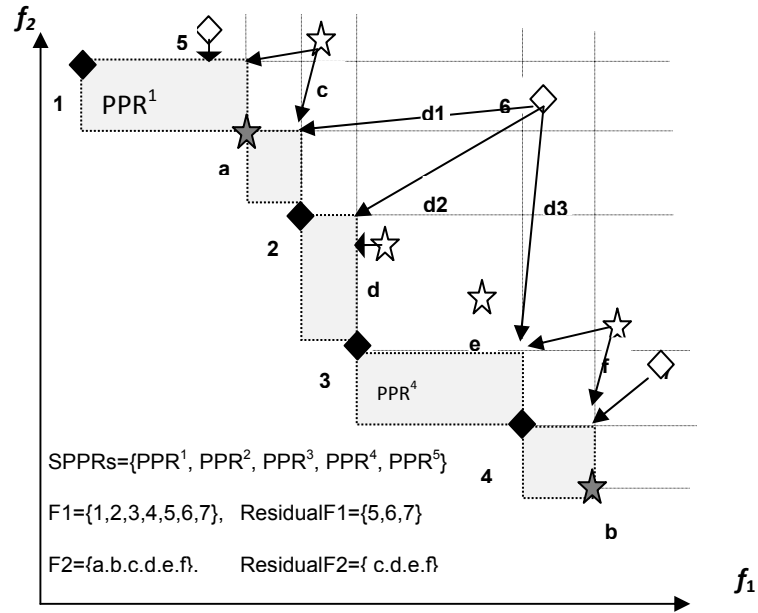 f₂
5
c
1
PPR¹
6
d1
a
d2
d3
2
d
e
3
f
PPR⁴
SPPRs={PPR¹, PPR², PPR³, PPR⁴, PPR⁵}
4
F1={1,2,3,4,5,6,7}, ResidualF1={5,6,7}
b
F2={a.b.c.d.e.f}. ResidualF2={ c.d.e.f}
f₁